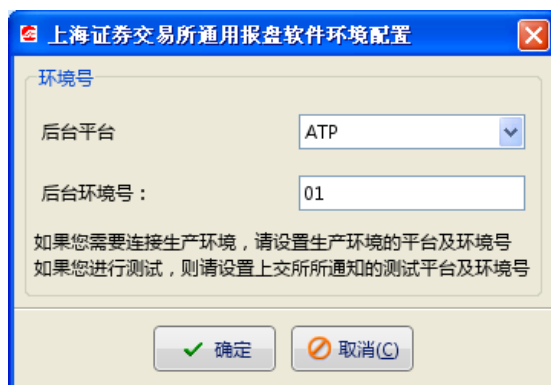 上海证券交易所通用报盘软件环境配置
环境号
后台平台 ATP
后台环境号： 01
如果您需要连接生产环境，请设置生产环境的平台及环境号
如果您进行测试，则请设置上交所所通知的测试平台及环境号
确定 取消(C)